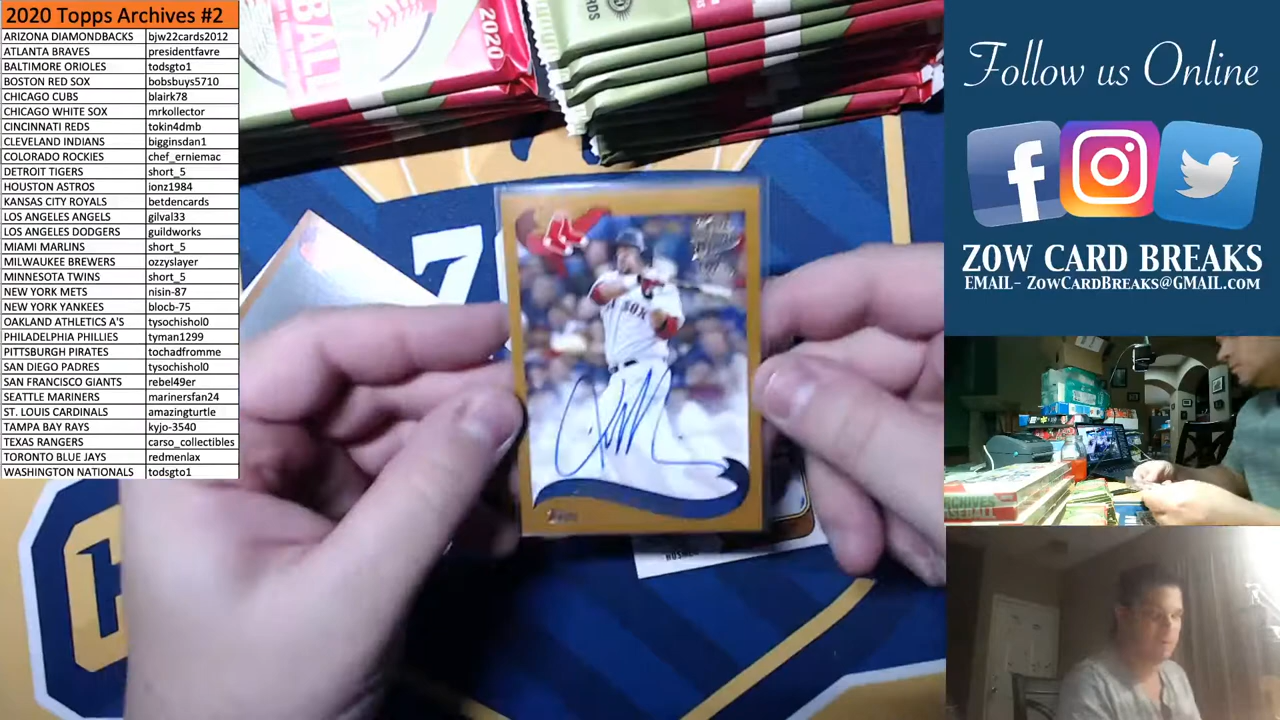 2020 Topps Archives #2
ARIZONA DIAMONDBACKS bjw22cards2012
ATLANTA BRAVES presidentfavre
BALTIMORE ORIOLES todsgto1
BOSTON RED SOX bobsbuys5710
CHICAGO CUBS blairk78
CHICAGO WHITE SOX mrkollector
CINCINNATI REDS tokin4dmb
CLEVELAND INDIANS bigginsdan1
COLORADO ROCKIES chef_erniemac
DETROIT TIGERS short_5
HOUSTON ASTROS ionz1984
KANSAS CITY ROYALS betdencards
LOS ANGELES ANGELS gilval33
LOS ANGELES DODGERS guildworks
MIAMI MARLINS short_5
MILWAUKEE BREWERS ozzyslayer
MINNESOTA TWINS short_5
NEW YORK METS nisin-87
NEW YORK YANKEES blocb-75
OAKLAND ATHLETICS A'S tysochishol0
PHILADELPHIA PHILLIES tyman1299
PITTSBURGH PIRATES tochadfromme
SAN DIEGO PADRES tysochishol0
SAN FRANCISCO GIANTS rebel49er
SEATTLE MARINERS marinersfan24
ST. LOUIS CARDINALS amazingturtle
TAMPA BAY RAYS kyjo-3540
TEXAS RANGERS carso_collectibles
TORONTO BLUE JAYS redmenlax
WASHINGTON NATIONALS todsgto1
2020
SOX
7
Follow us Online
f
ZOW CARD BREAKS
EMAIL- ZowCardBreaks@GMAIL.com
ARCHIVES
BASEBALL